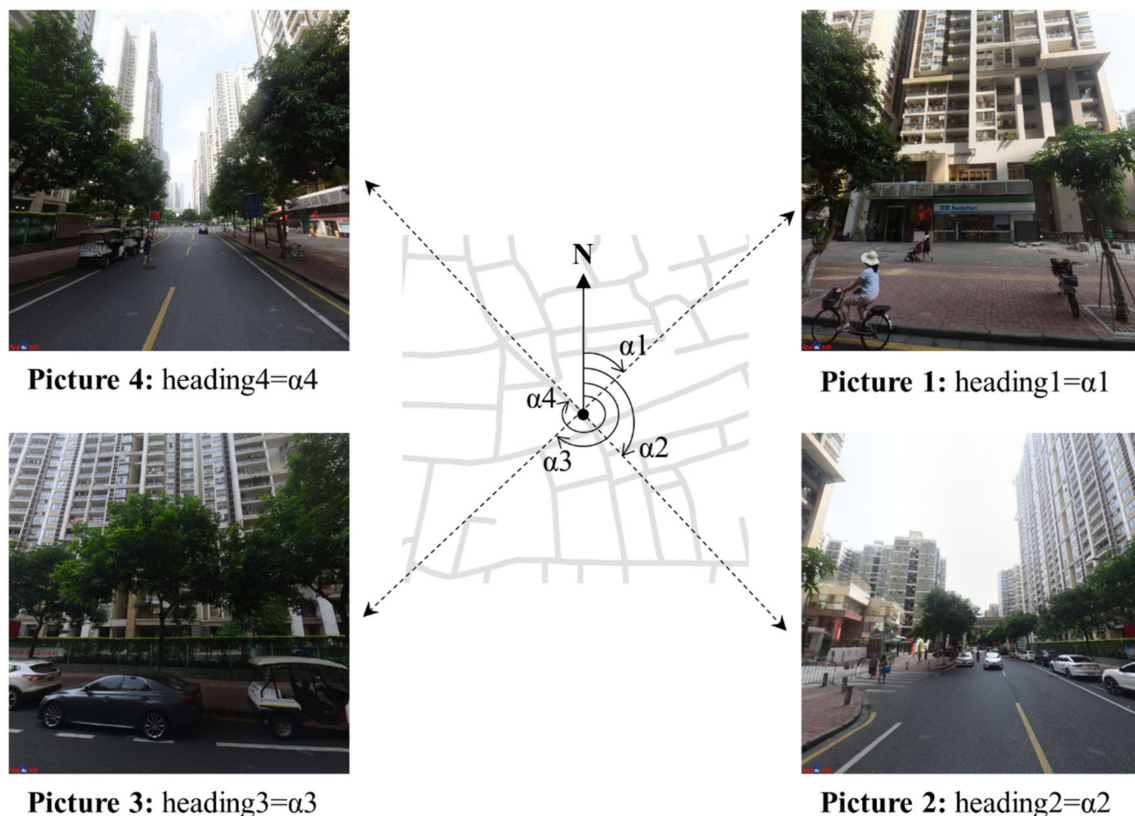 FamilyMart
Picture 4: heading4=α4
Picture 1: heading1=α1
N
α1
α4
α3
α2
Picture 3: heading3=α3
Picture 2: heading2=α2